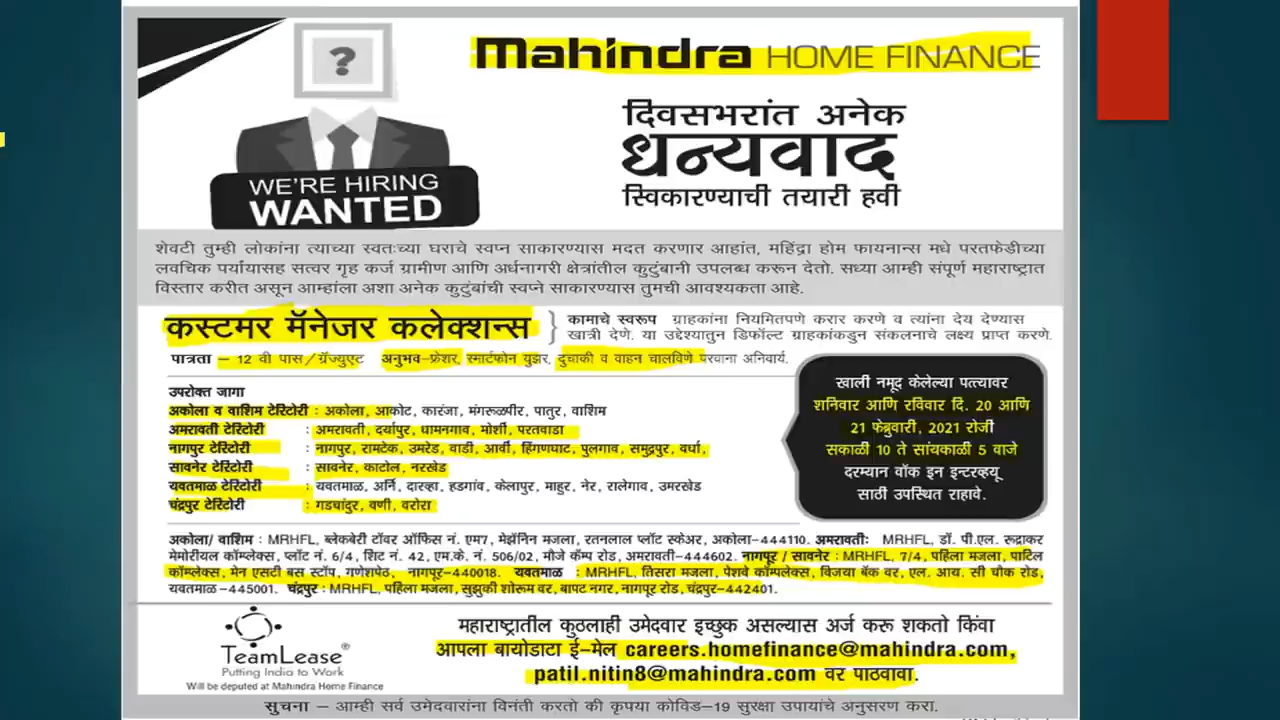 ?
Mahindra HOME FINANCE
WE'RE HIRING
WANTED
दिवसभरांत अनेक
धन्यवाद
स्विकारण्याची तयारी हवी
शेवटी तुम्ही लोकांना त्याच्या स्वतःच्या घराचे स्वप्न साकारण्यास मदत करणार आहांत, महिंद्रा होम फायनान्स मधे परतफेडीच्या
लवचिक पर्यायासह सत्वर गृह कर्ज ग्रामीण आणि अर्धनागरी क्षेत्रांतील कुटुंबानी उपलब्ध करून देतो. सध्या आम्ही संपूर्ण महाराष्ट्रात
विस्तार करीत असून आम्हांला अशा अनेक कुटुंबांची स्वप्ने साकारण्यास तुमची आवश्यकता आहे.
कस्टमर मॅनेजर कलेक्शन्स
कामाचे स्वरूप ग्राहकांना नियमितपणे करार करणे व त्यांना देय देण्यास
खात्री देणे. या उद्देश्यातुन डिफॉल्ट ग्राहकांकडुन संकलनाचे लक्ष्य प्राप्त करणे.
पात्रता – 12 वी पास/ग्रॅज्युएट अनुभव-फ्रेशर, स्मार्टफोन युझर, दुचाकी व वाहन चालविणे परवाना अनिवार्य.
उपरोक्त जागा
अकोला व वाशिम टेरिटोरी : अकोला, आकोट, कारंजा, मंगरूळपीर, पातुर, वाशिम
अमरावती टेरिटोरी : अमरावती, दर्यापुर, धामनगाव, मोर्शी, परतवाडा
नागपुर टेरिटोरी : नागपुर, रामटेक, उमरेड, वाडी, आर्वी, हिंगणघाट, पुलगाव, समुद्रपुर, वर्धा,
सावनेर टेरिटोरी : सावनेर, काटोल, नरखेड
यवतमाळ टेरिटोरी : यवतमाळ, अर्नि, दारव्हा, हडगांव, केलापुर, माहुर, नेर, रालेगाव, उमरखेड
चंद्रपुर टेरिटोरी : गडचांदुर, वणी, वरोरा
खाली नमूद केलेल्या पत्त्यावर
शनिवार आणि रविवार दि. 20 आणि
21 फेब्रुवारी, 2021 रोजी
सकाळी 10 ते सांयकाळी 5 वाजे
दरम्यान वॉक इन इन्टरव्ह्यू
साठी उपस्थित राहावे.
अकोला/ वाशिम : MRHFL, ब्लेकबेरी टॉवर ऑफिस नं. एम7, मेझॅनिन मजला, रतनलाल प्लॉट स्केअर, अकोला-444110. अमरावतीः MRHFL, डॉ. पी.एल. रूद्राकर
मेमोरीयल कॉम्प्लेक्स, प्लॉट नं. 6/4, शिट नं. 42, एम.के. नं. 506/02, मौजे कॅम्प रोड, अमरावती-444602. नागपूर / सावनेर : MRHFL, 7/4, पहिला मजला, पाटिल
कॉम्प्लेक्स, मेन एसटी बस स्टॉप, गणेशपेठ, नागपूर-440018. यवतमाळ : MRHFL, तिसरा मजला, पेशवे कॉम्पलेक्स, विजया बॅक वर, एल. आय. सी चौक रोड,
यवतमाळ -445001. चंद्रपुर : MRHFL, पहिला मजला, सुझुकी शोरूम वर, बापट नगर, नागपूर रोड, चंद्रपुर-442401.
TeamLease®
Putting India to Work
Will be deputed at Mahindra Home Finance
महाराष्ट्रातील कुठलाही उमेदवार इच्छुक असल्यास अर्ज करू शकतो किंवा
आपला बायोडाटा ई-मेल careers.homefinance@mahindra.com,
patil.nitin8@mahindra.com वर पाठवावा.
सुचना – आम्ही सर्व उमेदवारांना विनंती करतो की कृपया कोविड-19 सुरक्षा उपायांचे अनुसरण करा.